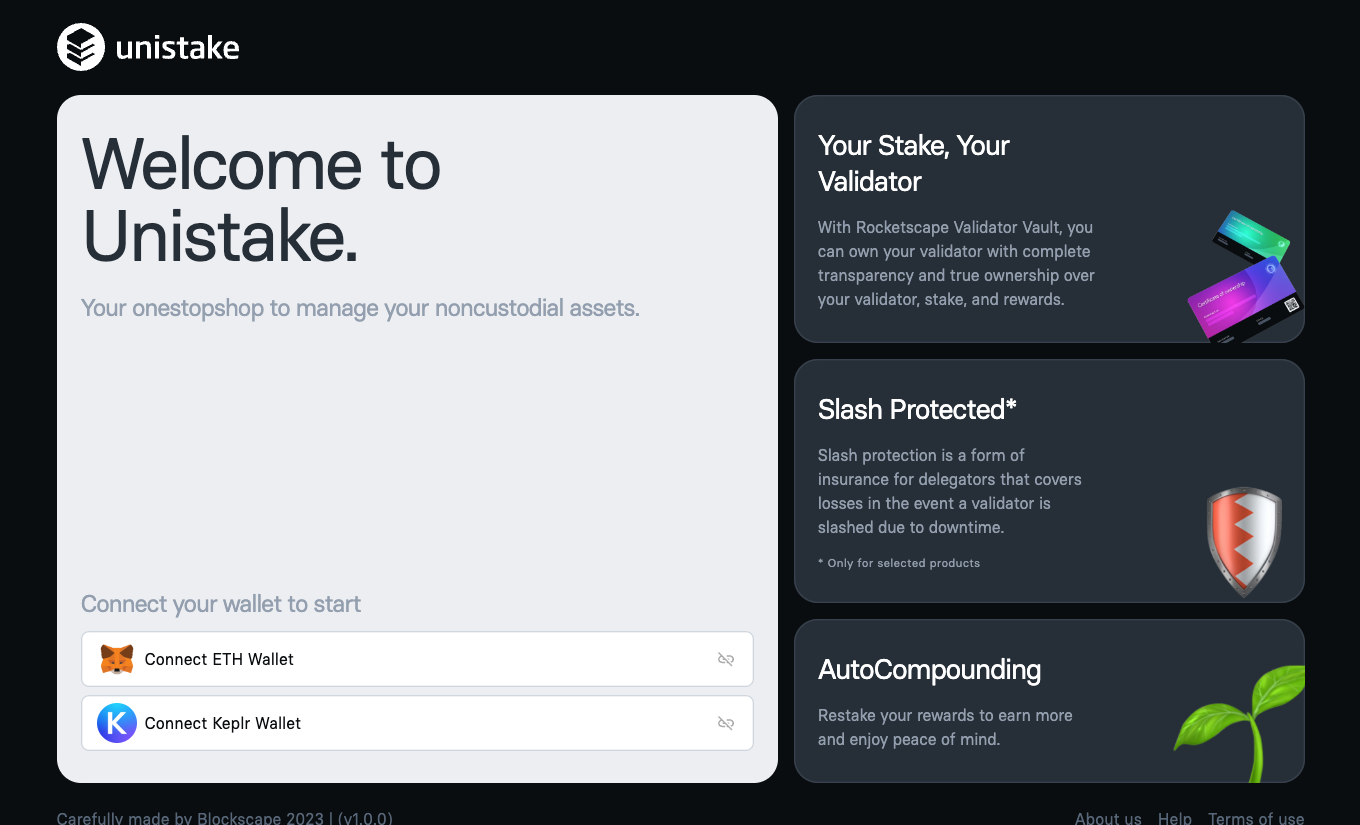 unistake
Welcome to
Unistake.
Your onestopshop to manage your noncustodial assets.
Connect your wallet to start
Connect ETH Wallet
Connect Keplr Wallet
Your Stake, Your
Validator
With Rocketscape Validator Vault, you
can own your validator with complete
transparency and true ownership over
your validator, stake, and rewards.
Certificate of ownership
Slash Protected*
Slash protection is a form of
insurance for delegators that covers
losses in the event a validator is
slashed due to downtime.
* Only for selected products
AutoCompounding
Restake your rewards to earn more
and enjoy peace of mind.
Carefully made by Blockscape 2023 | (v1.0.0)
About us Help Terms of use